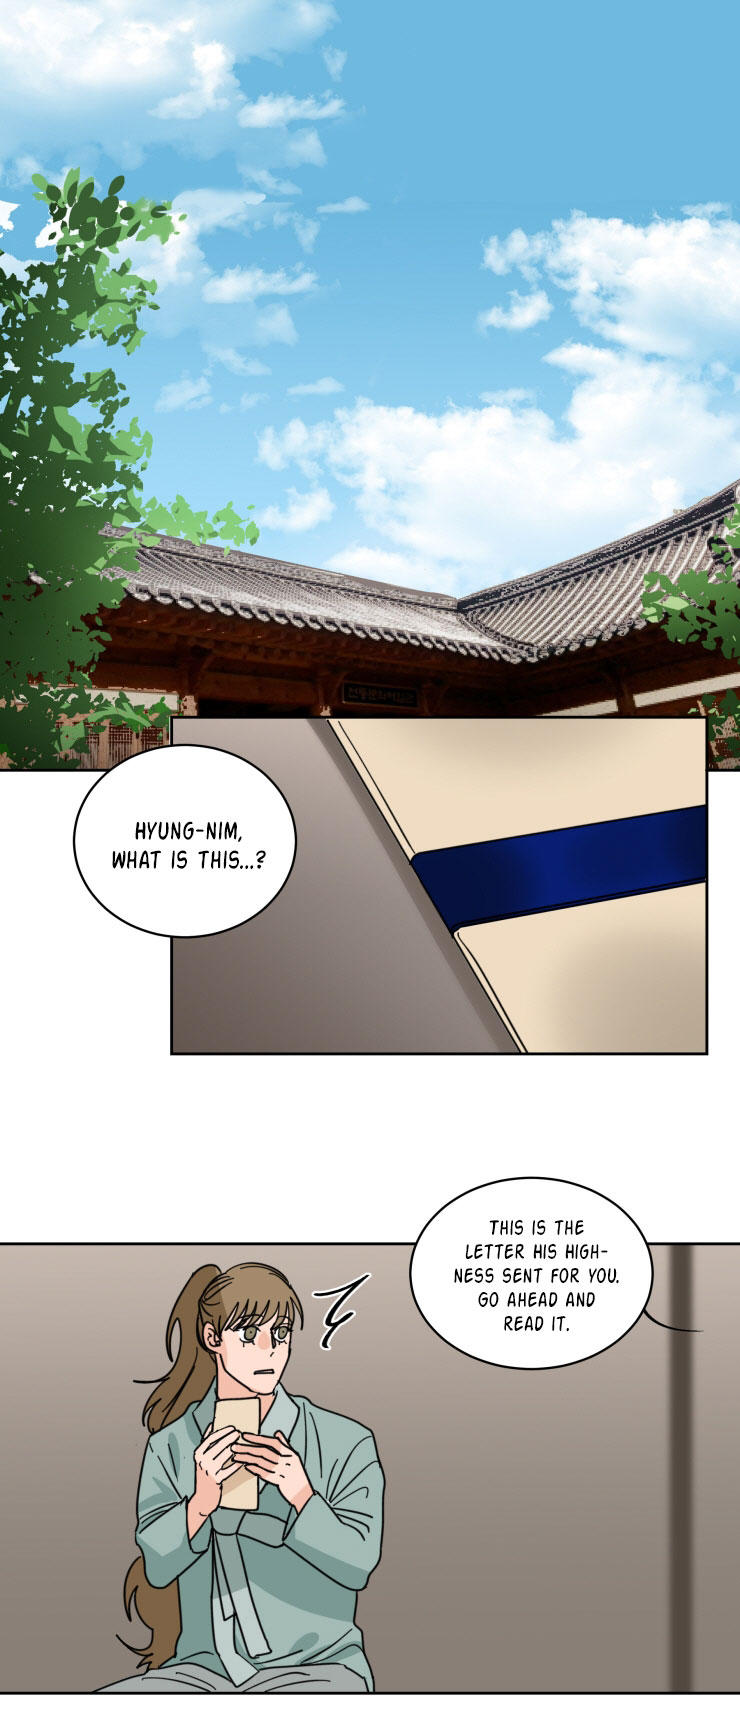 HYUNG-NIM,
WHAT IS THIS...?
THIS IS THE
LETTER HIS HIGH-
NESS SENT FOR YOU.
GO AHEAD AND
READ IT.